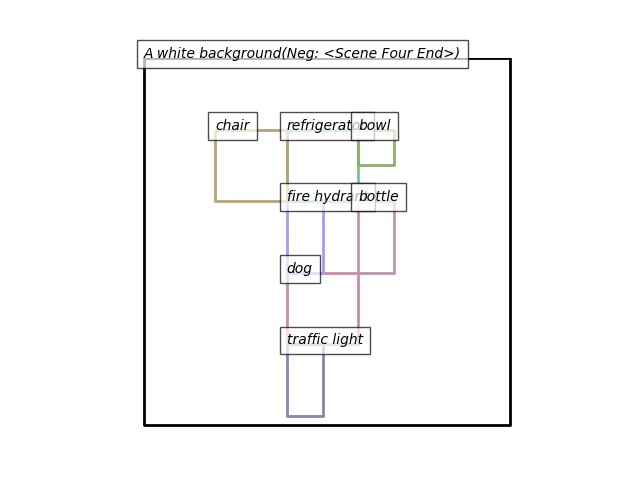 A white background(Neg: <Scene Four End>)
chair
refrigerator
bowl
fire hydrant
bottle
dog
traffic light